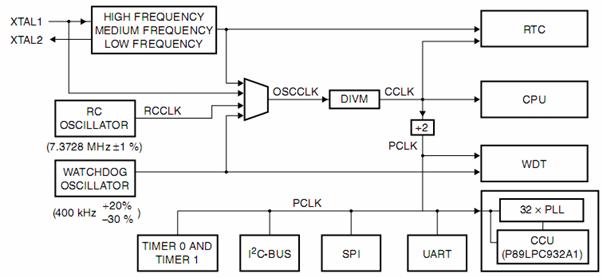 XTAL1
XTAL2
HIGH FREQUENCY
MEDIUM FREQUENCY
LOW FREQUENCY
RTC
OSCCLK
DIVM
CCLK
CPU
RC
OSCILLATOR
RCCLK
(7.3728 MHz ±1 %)
÷2
PCLK
WATCHDOG
OSCILLATOR
WDT
(400 kHz +20% −30 %)
PCLK
32 × PLL
TIMER 0 AND
TIMER 1
I²C-BUS
SPI
UART
CCU
(P89LPC932A1)